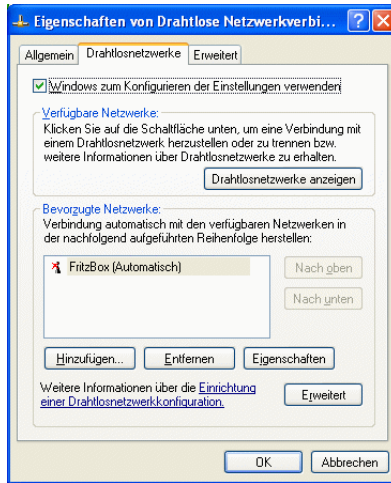 Eigenschaften von Drahtlose Netzwerkverbi...
Allgemein Drahtlosnetzwerke Erweitert
Windows zum Konfigurieren der Einstellungen verwenden
Verfügbare Netzwerke:
Klicken Sie auf die Schaltfläche unten, um eine Verbindung mit
einem Drahtlosnetzwerk herzustellen oder zu trennen bzw.
weitere Informationen über Drahtlosnetzwerke zu erhalten.
Drahtlosnetzwerke anzeigen
Bevorzugte Netzwerke:
Verbindung automatisch mit den verfügbaren Netzwerken in
der nachfolgend aufgeführten Reihenfolge herstellen:
FritzBox (Automatisch)
Nach oben
Nach unten
Hinzufügen... Entfernen Eigenschaften
Weitere Informationen über die Einrichtung
einer Drahtlosnetzwerkkonfiguration.
Erweitert
OK Abbrechen